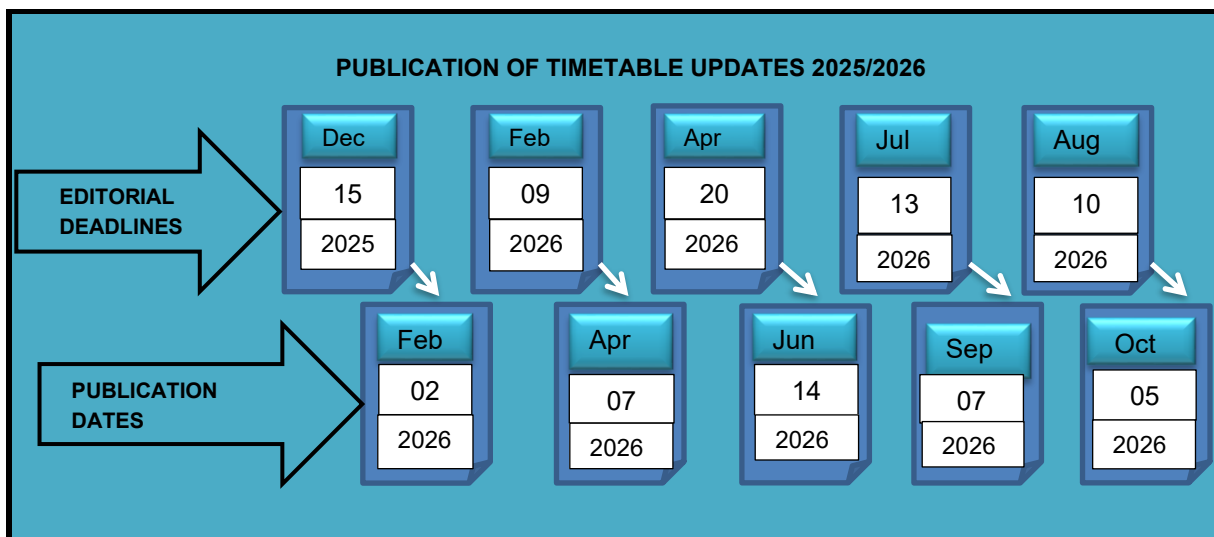 PUBLICATION OF TIMETABLE UPDATES 2025/2026
EDITORIAL
DEADLINES
Dec
15
2025
Feb
09
2026
Apr
20
2026
Jul
13
2026
Aug
10
2026
PUBLICATION
DATES
Feb
02
2026
Apr
07
2026
Jun
14
2026
Sep
07
2026
Oct
05
2026